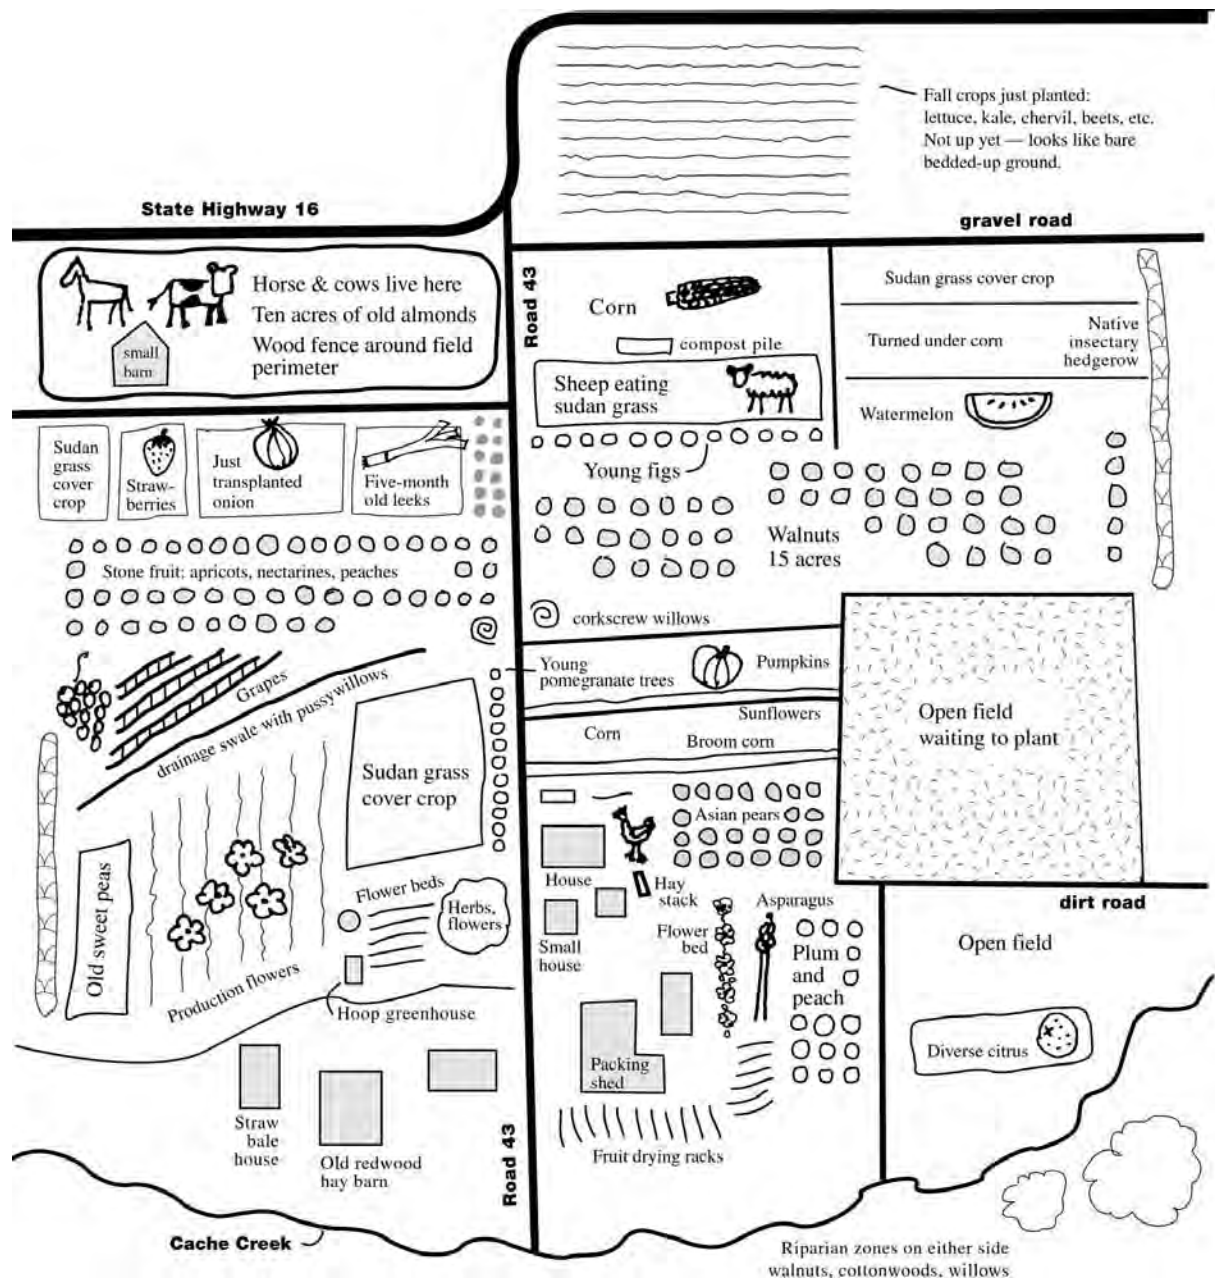 Fall crops just planted:
lettuce, kale, chervil, beets, etc.
Not up yet — looks like bare
bedded-up ground.
State Highway 16
gravel road
Horse & cows live here
Ten acres of old almonds
Wood fence around field
perimeter
small
barn
Road 43
Corn
compost pile
Sheep eating
sudan grass
Sudan grass cover crop
Turned under corn
Native
insectary
hedgerow
Watermelon
Sudan
grass
cover
crop
Straw-
berries
Just
transplanted
onion
Five-month
old leeks
Young figs
Walnuts
15 acres
Stone fruit; apricots, nectarines, peaches
corkscrew willows
Young
pomegranate trees
Pumpkins
Grapes
drainage swale with pussywillows
Sunflowers
Corn
Broom corn
Open field
waiting to plant
Sudan grass
cover crop
Asian pears
House
Hay
stack
Small
house
Flower
bed
Asparagus
Plum
and
peach
dirt road
Open field
Diverse citrus
Old sweet peas
Production flowers
Flower beds
Herbs,
flowers
Hoop greenhouse
Packing
shed
Straw
bale
house
Old redwood
hay barn
Road 43
Fruit drying racks
Cache Creek
Riparian zones on either side
walnuts, cottonwoods, willows